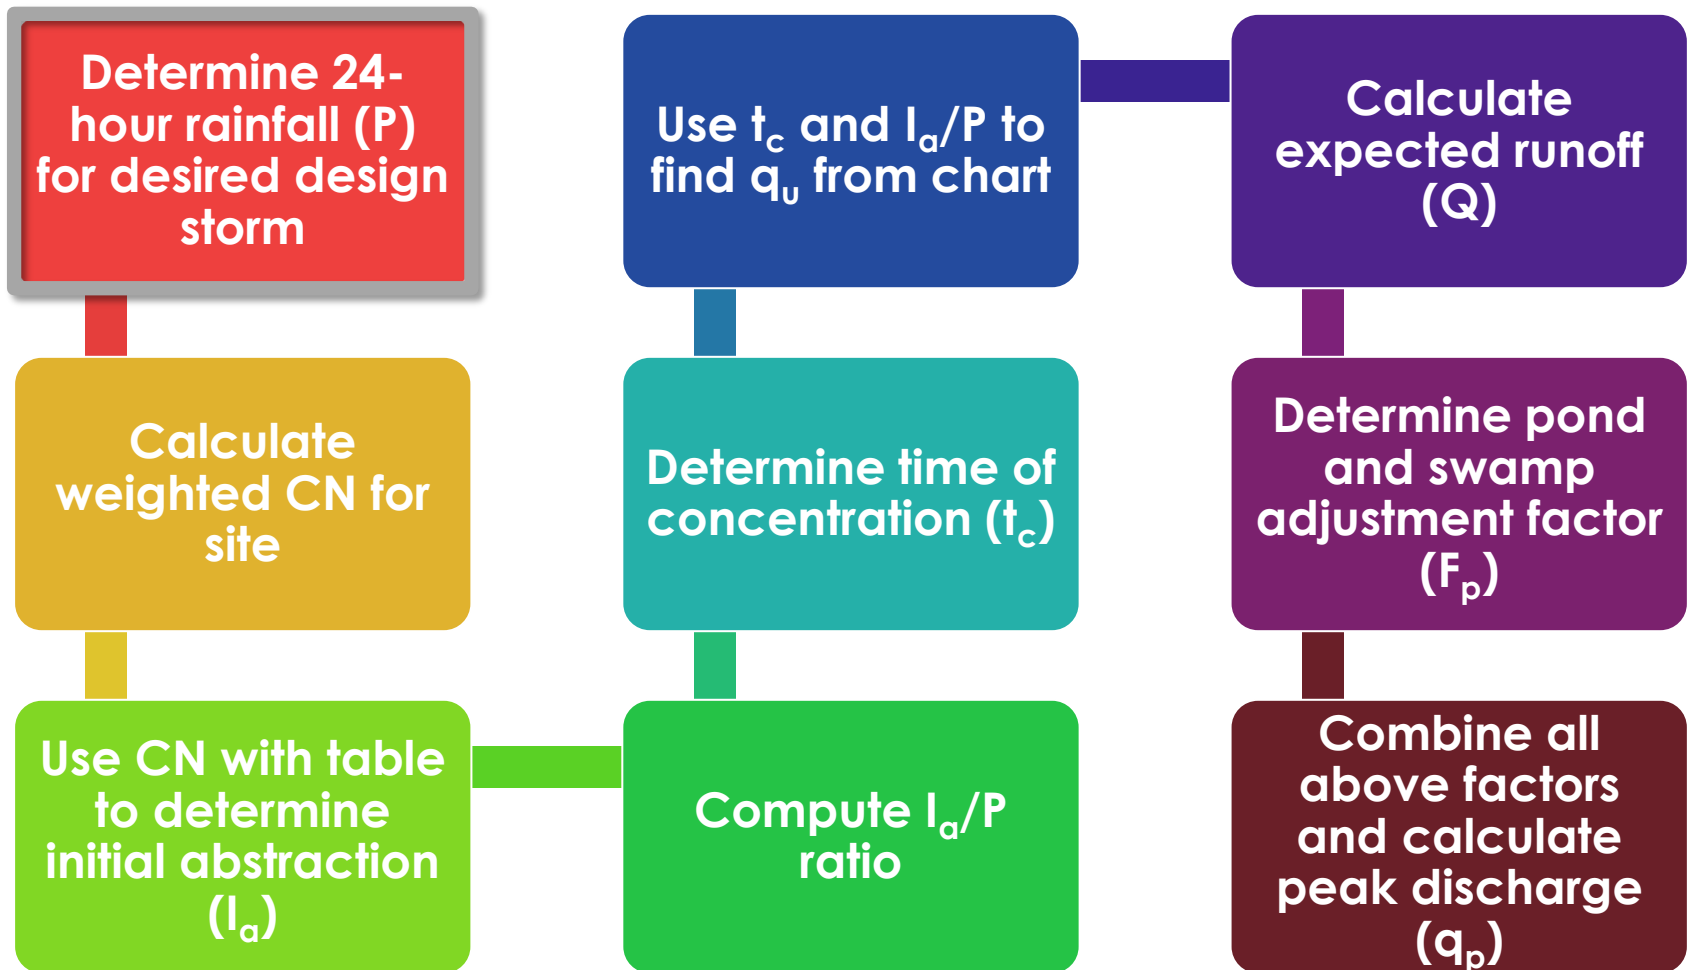 Determine 24-
hour rainfall (P)
for desired design
storm
Calculate
weighted CN for
site
Use CN with table
to determine
initial abstraction
(Iₐ)
Compute Iₐ/P
ratio
Determine time of
concentration (t_c)
Use t_c and Iₐ/P to
find qᵤ from chart
Calculate
expected runoff
(Q)
Determine pond
and swamp
adjustment factor
(Fₚ)
Combine all
above factors
and calculate
peak discharge
(qₚ)